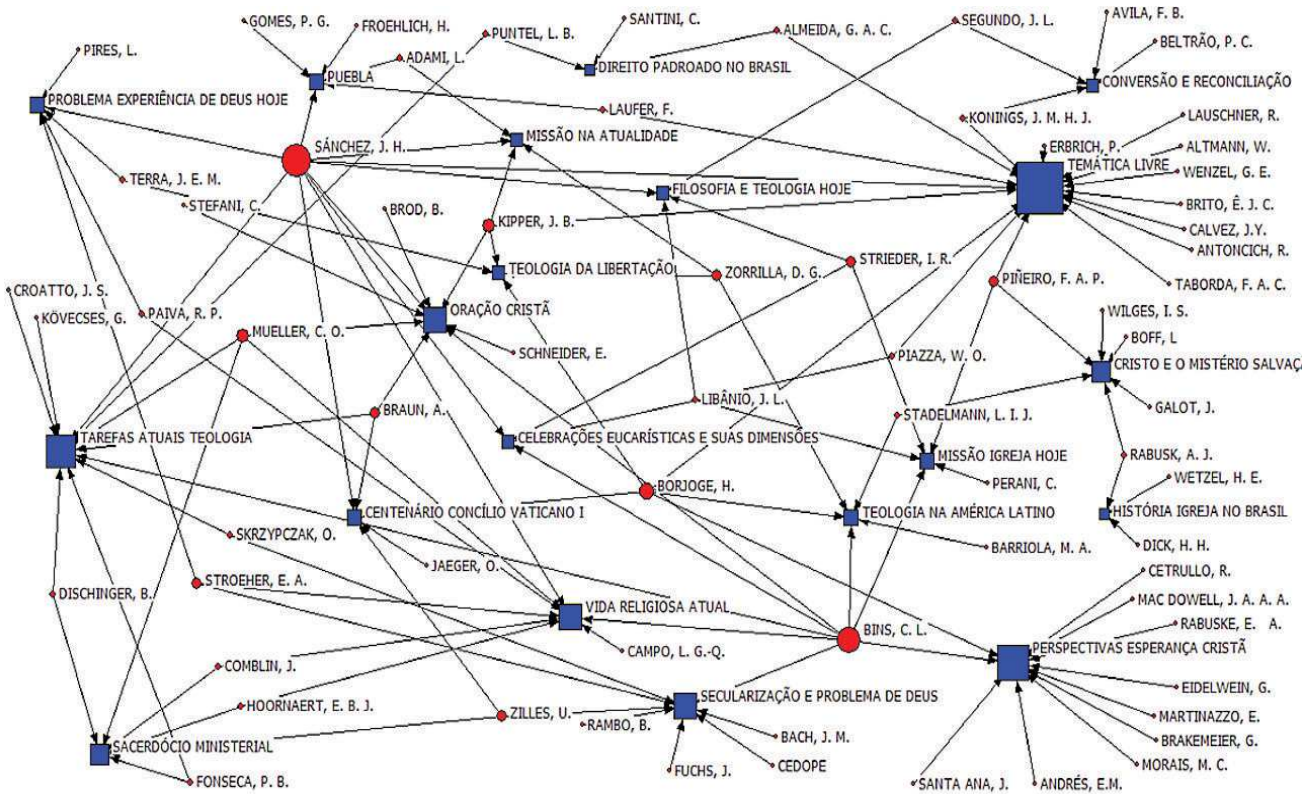 GOMES, P. G.
FROEHLICH, H.
PUNTEL, L. B.
SANTINI, C.
ALMEIDA, G. A. C.
SEGUNDO, J. L.
AVILA, F. B.
PIRES, L.
ADAMI, L.
BELTRÃO, P. C.
DIREITO PADROADO NO BRASIL
PUEBLA
CONVERSÃO E RECONCILIAÇÃO
PROBLEMA EXPERIÊNCIA DE DEUS HOJE
LAUFER, F.
KONINGS, J. M. H. J.
LAUSCHNER, R.
MISSÃO NA ATUALIDADE
SÁNCHEZ, J. H.
ERBRICH, P.
ALTMANN, W.
TEMÁTICA LIVRE
WENZEL, G. E.
TERRA, J. E. M.
FILOSOFIA E TEOLOGIA HOJE
STEFANI, C.
BROD, B.
BRITO, Ê. J. C.
KIPPER, J. B.
CALVEZ, J.Y.
ANTONCICH, R.
STRIEDER, I. R.
TEOLOGIA DA LIBERTAÇÃO
ZORRILLA, D. G.
PIÑEIRO, F. A. P.
TABORDA, F. A. C.
CROATTO, J. S.
KÖVECSES, G.
PAIVA, R. P.
ORAÇÃO CRISTÃ
WILGES, I. S.
MUELLER, C. O.
BOFF, L
SCHNEIDER, E.
PIAZZA, W. O.
CRISTO E O MISTÉRIO SALVAÇA
LIBÂNIO, J. L.
GALOT, J.
BRAUN, A.
STADELMANN, L. I. J.
TAREFAS ATUAIS TEOLOGIA
CELEBRAÇÕES EUCARÍSTICAS E SUAS DIMENSÕES
MISSÃO IGREJA HOJE
RABUSK, A. J.
PERANI, C.
WETZEL, H. E.
BORJOGE, H.
CENTENÁRIO CONCÍLIO VATICANO I
TEOLOGIA NA AMÉRICA LATINO
HISTÓRIA IGREJA NO BRASIL
SKRZYPCZAK, O.
BARRIOLA, M. A.
DICK, H. H.
JAEGER, O.
CETRULLO, R.
STROEHER, E. A.
DISCHINGER, B.
MAC DOWELL, J. A. A. A.
VIDA RELIGIOSA ATUAL
RABUSKE, E. A.
BINS, C. L.
CAMPO, L. G.-Q.
PERSPECTIVAS ESPERANÇA CRISTÃ
COMBLIN, J.
EIDELWEIN, G.
SECULARIZAÇÃO E PROBLEMA DE DEUS
HOORNAERT, E. B. J.
ZILLES, U.
RAMBO, B.
MARTINAZZO, E.
BACH, J. M.
BRAKEMEIER, G.
SACERDÓCIO MINISTERIAL
CEDOPE
MORAIS, M. C.
FUCHS, J.
FONSECA, P. B.
SANTA ANA, J.
ANDRÉS, E.M.